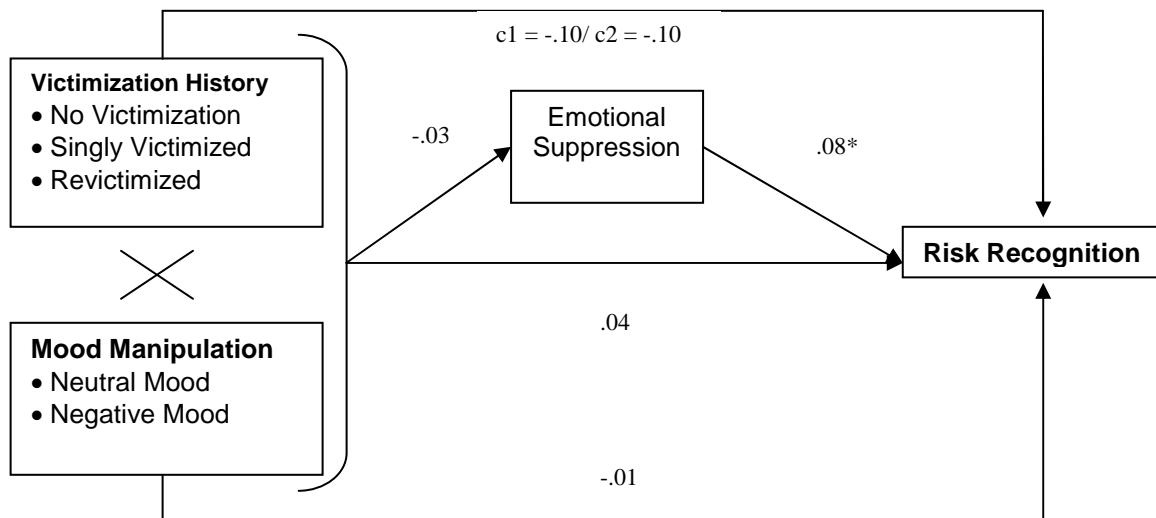 c1 = -.10/ c2 = -.10
Victimization History
• No Victimization
• Singly Victimized
• Revictimized
-.03
Emotional
Suppression
.08*
Risk Recognition
.04
Mood Manipulation
• Neutral Mood
• Negative Mood
-.01